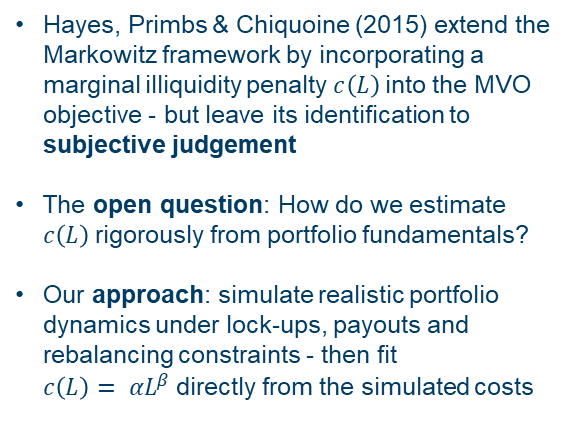 • Hayes, Primbs & Chiquoine (2015) extend the
Markowitz framework by incorporating a
marginal illiquidity penalty c(L) into the MVO
objective - but leave its identification to
subjective judgement
• The open question: How do we estimate
c(L) rigorously from portfolio fundamentals?
• Our approach: simulate realistic portfolio
dynamics under lock-ups, payouts and
rebalancing constraints - then fit
c(L) = αL^β directly from the simulated costs